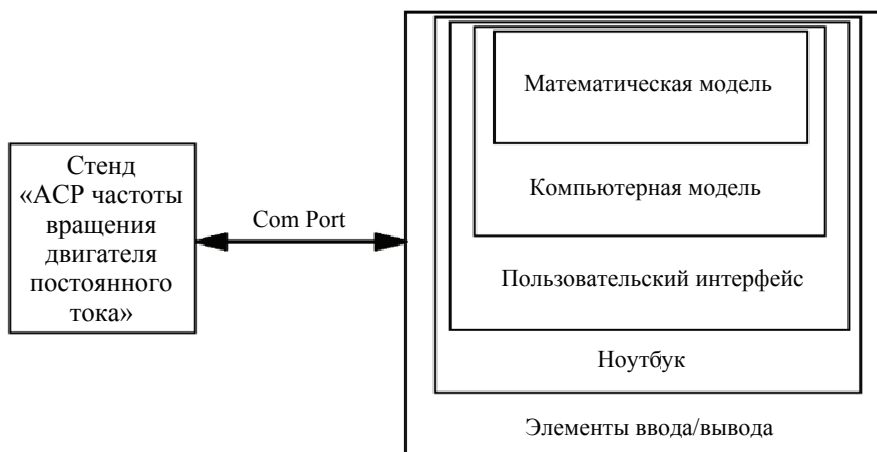 Математическая модель
Компьютерная модель
Пользовательский интерфейс
Ноутбук
Элементы ввода/вывода
Стенд
«АСР частоты
вращения
двигателя
постоянного
тока»
Com Port